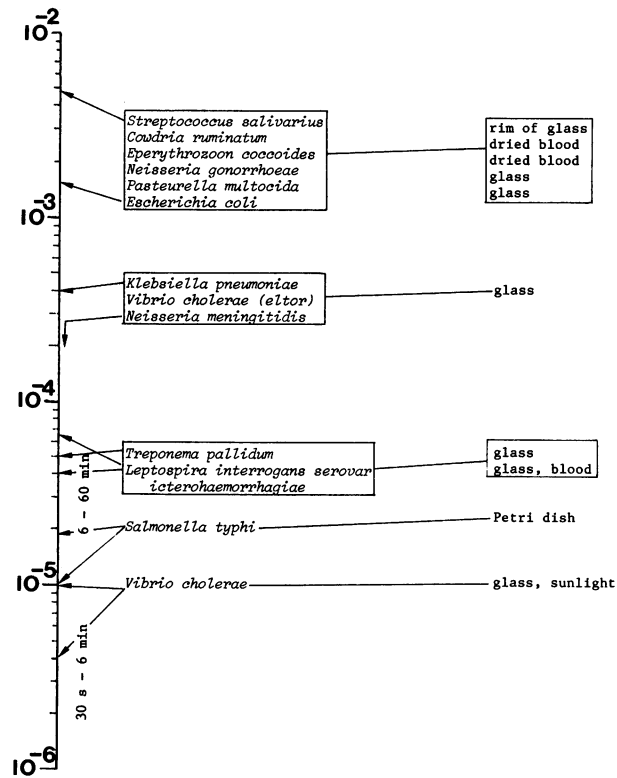 10-2
Streptococcus salivarius
Cowdria ruminatum
Eperythrozoon coccoides
Neisseria gonorrhoeae
Pasteurella multocida
Escherichia coli
rim of glass
dried blood
dried blood
glass
glass
10-3
Klebsiella pneumoniae
Vibrio cholerae (eltor)
Neisseria meningitidis
glass
10-4
Treponema pallidum
Leptospira interrogans serovar
icterohaemorrhagiae
glass
glass, blood
6 - 60 min
Salmonella typhi
Petri dish
10-5
Vibrio cholerae
glass, sunlight
30 s - 6 min
10-6